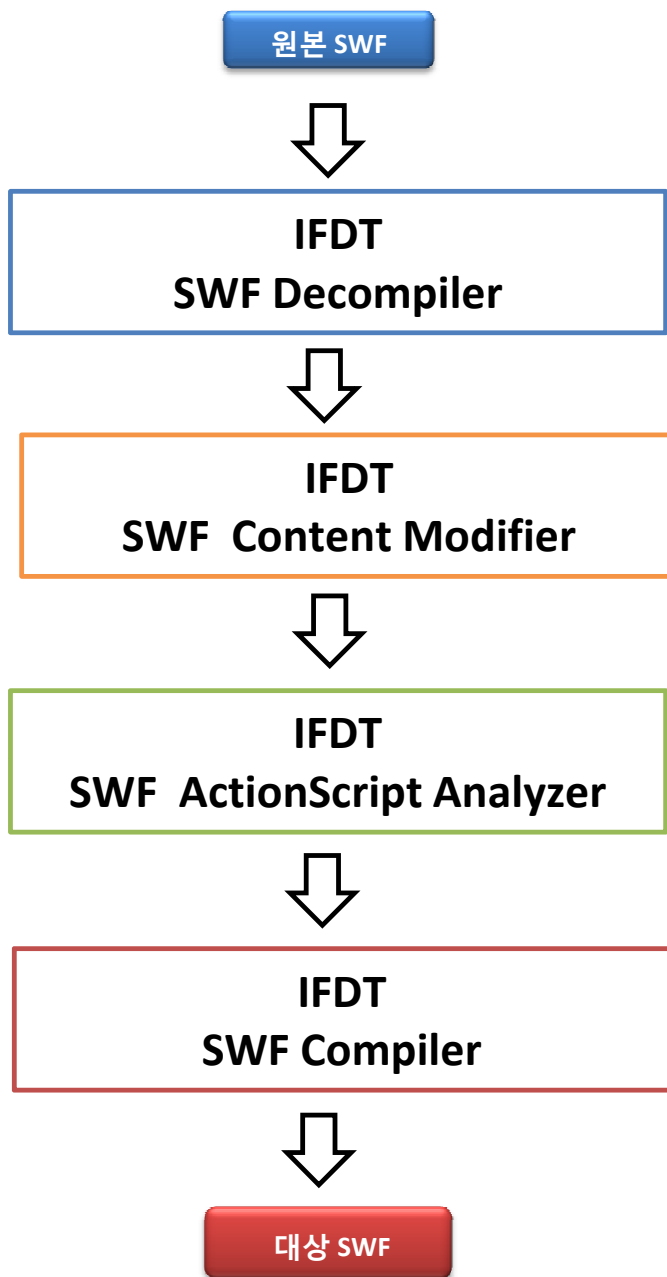 원본 SWF
IFDT
SWF Decompiler
IFDT
SWF  Content Modifier
IFDT
SWF  ActionScript Analyzer
IFDT
SWF Compiler
대상 SWF